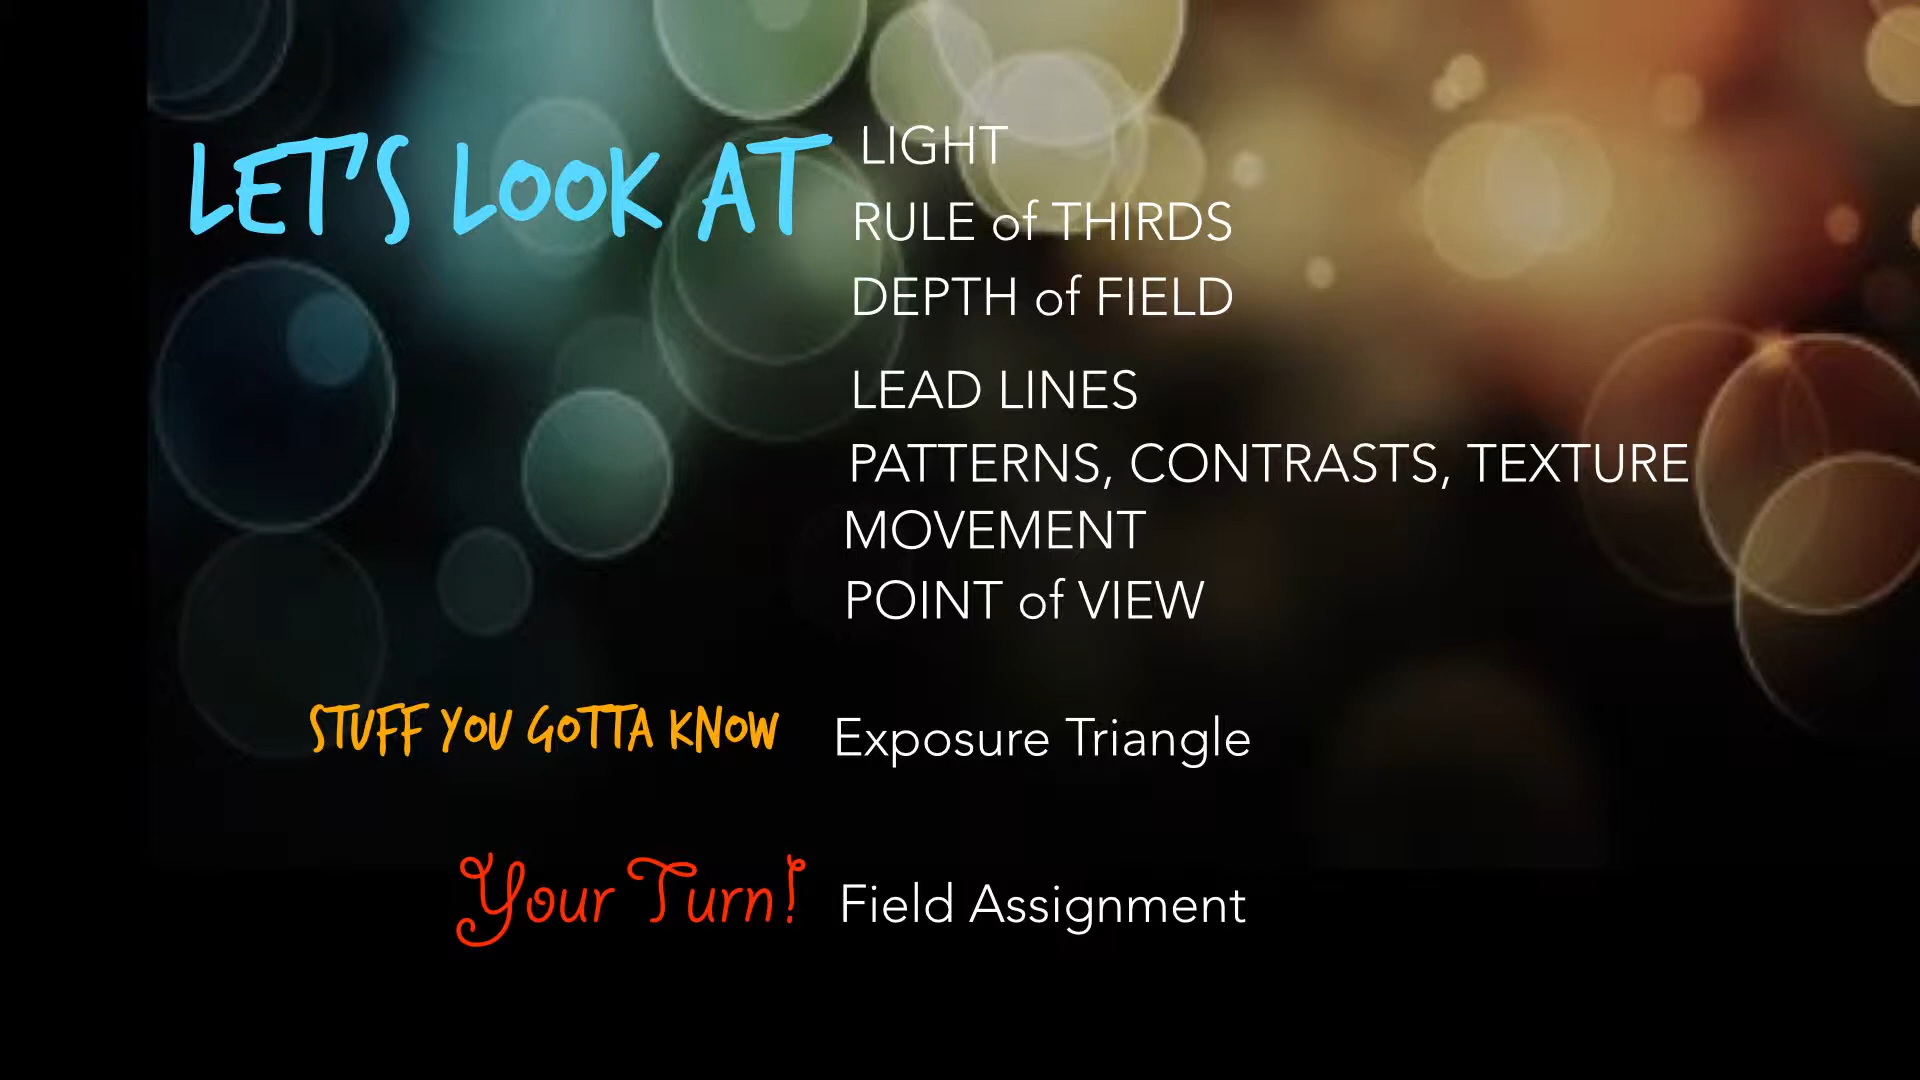 LET'S LOOK AT
LIGHT
RULE of THIRDS
DEPTH of FIELD
LEAD LINES
PATTERNS, CONTRASTS, TEXTURE
MOVEMENT
POINT of VIEW
STUFF YOU GOTTA KNOW
Exposure Triangle
Your Turn!
Field Assignment